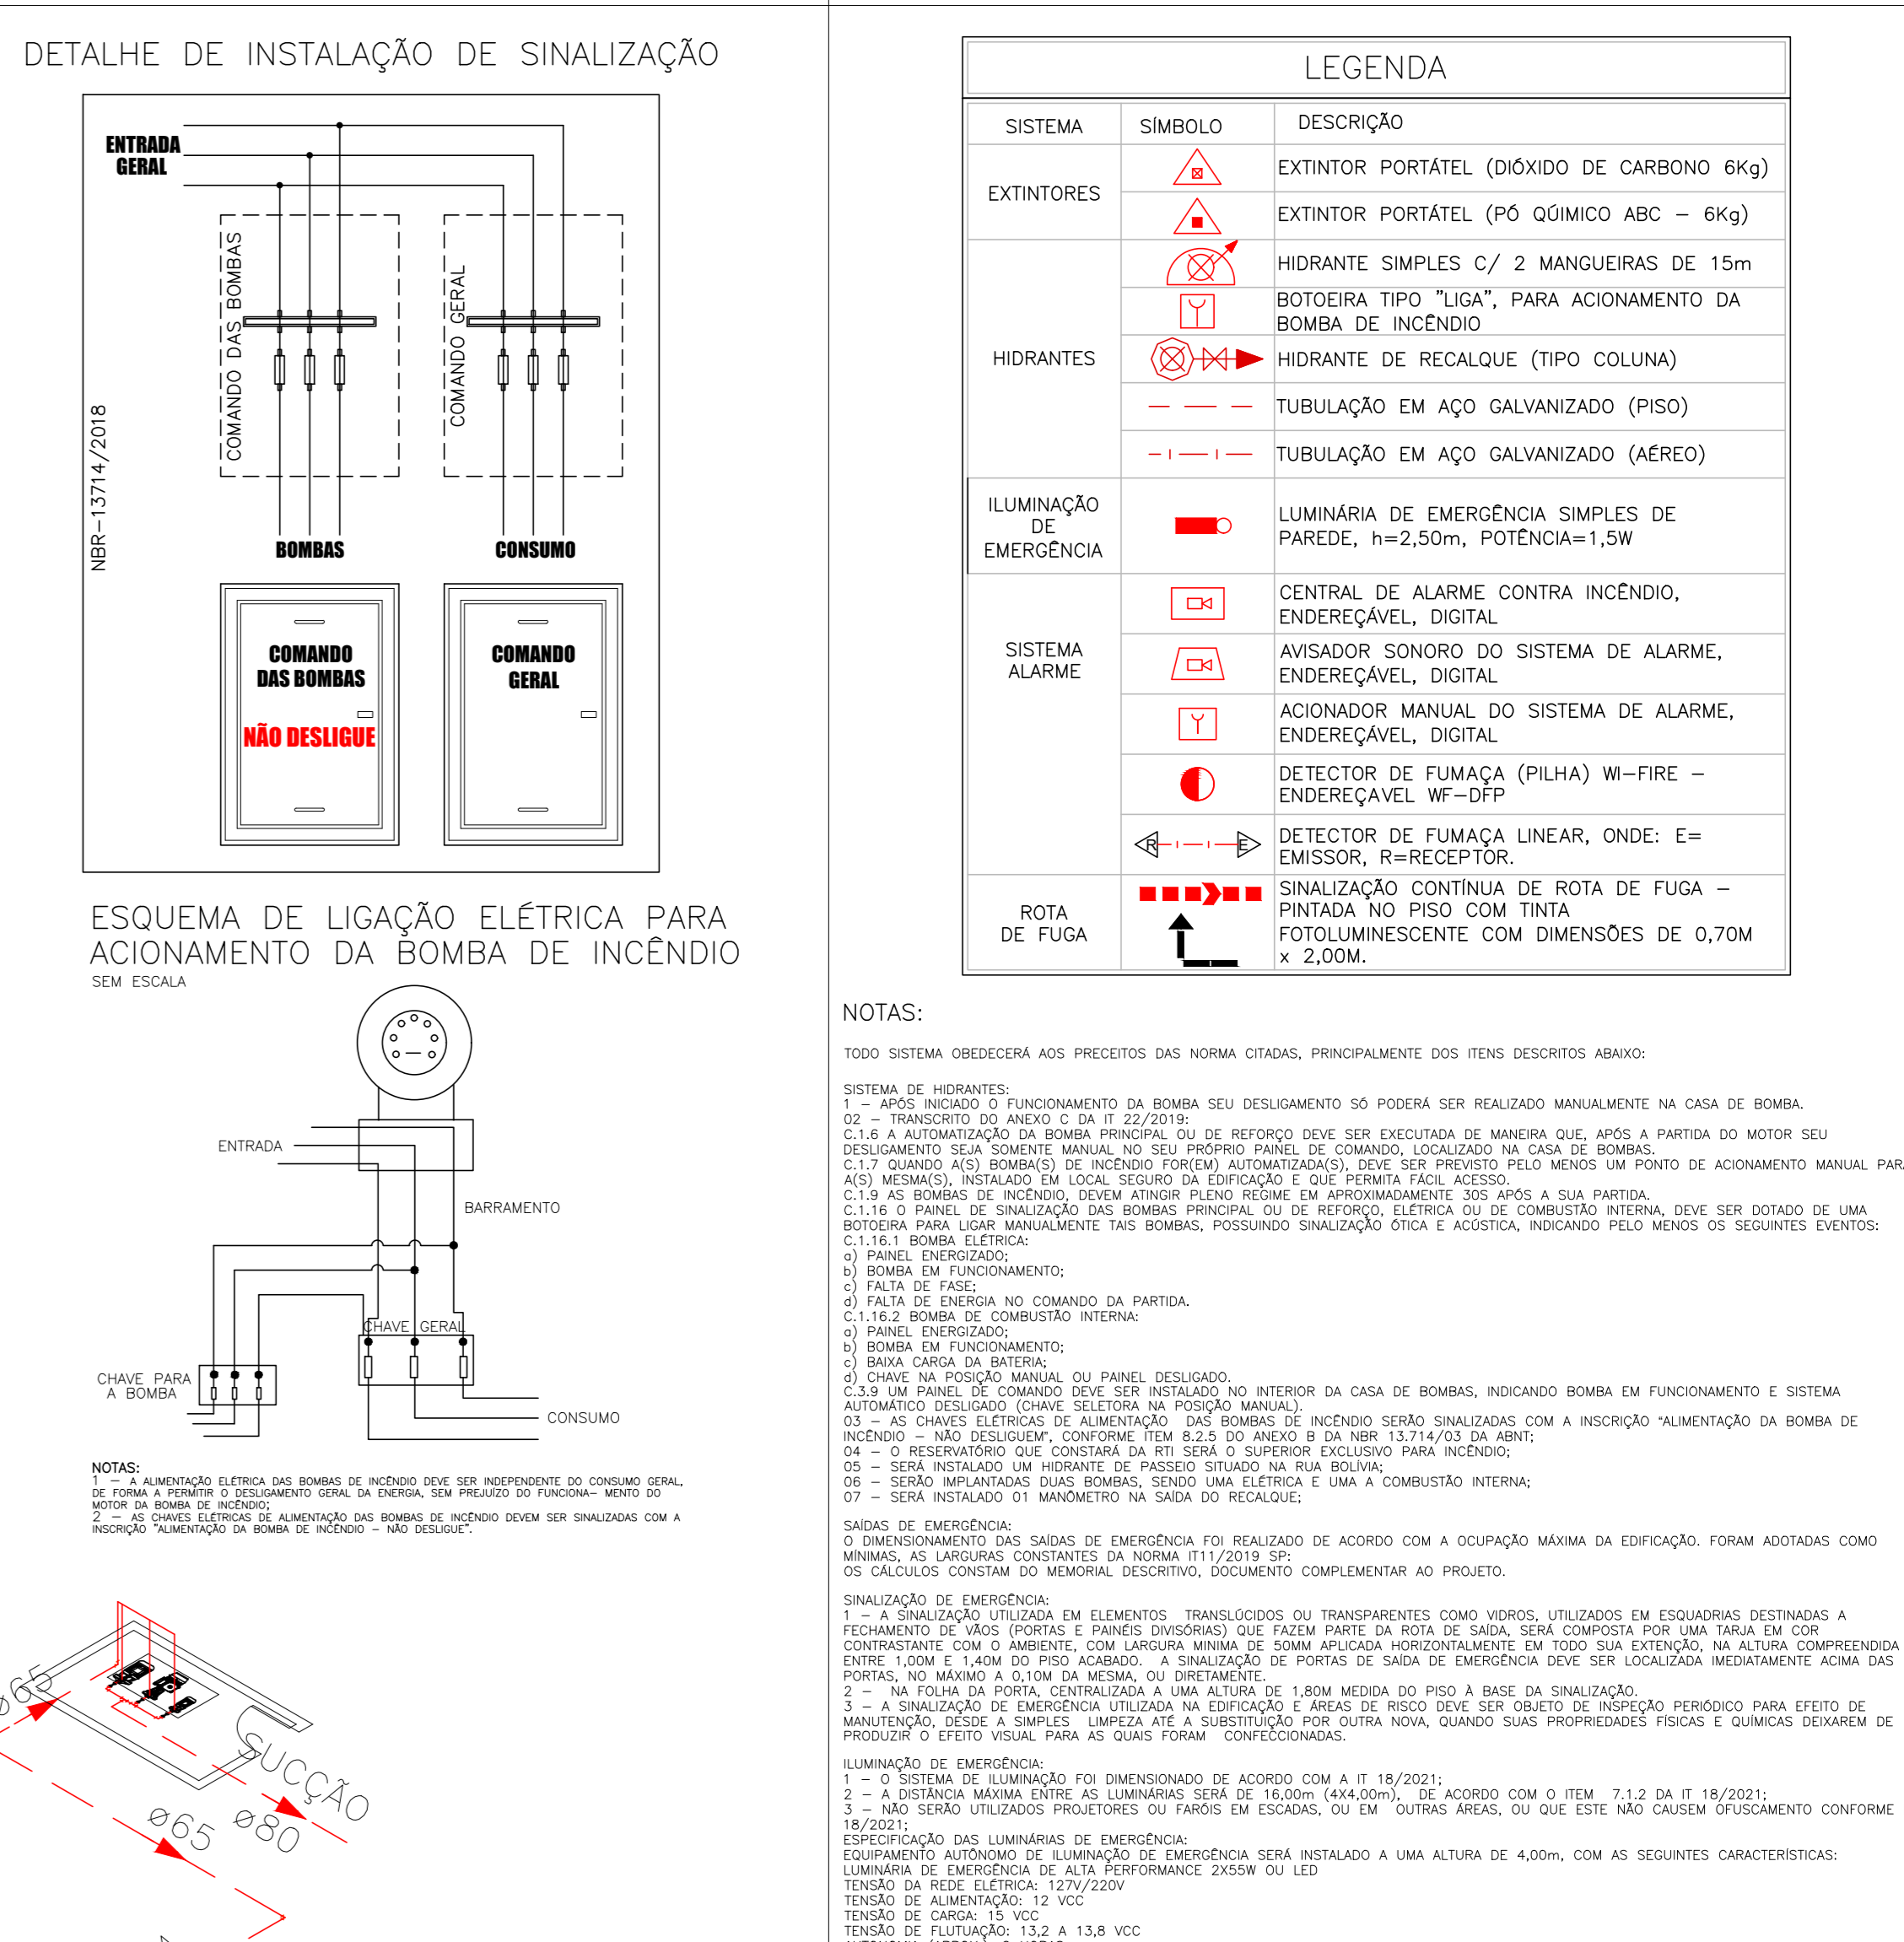 DETALHE DE INSTALAÇÃO DE SINALIZAÇÃO
ENTRADA
GERAL
COMANDO DAS BOMBAS
COMANDO GERAL
NBR-13714/2018
BOMBAS
CONSUMO
COMANDO
DAS BOMBAS
NÃO DESLIGUE
COMANDO
GERAL
ESQUEMA DE LIGAÇÃO ELÉTRICA PARA
ACIONAMENTO DA BOMBA DE INCÊNDIO
SEM ESCALA
ENTRADA
BARRAMENTO
CHAVE GERAL
CHAVE PARA
A BOMBA
CONSUMO
NOTAS:
1 - A ALIMENTAÇÃO ELÉTRICA DAS BOMBAS DE INCÊNDIO DEVE SER INDEPENDENTE DO CONSUMO GERAL,
DE FORMA A PERMITIR O DESLIGAMENTO GERAL DA ENERGIA, SEM PREJUÍZO DO FUNCIONA- MENTO DO
MOTOR DA BOMBA DE INCÊNDIO;
2 - AS CHAVES ELÉTRICAS DE ALIMENTAÇÃO DAS BOMBAS DE INCÊNDIO DEVEM SER SINALIZADAS COM A
INSCRIÇÃO "ALIMENTAÇÃO DA BOMBA DE INCÊNDIO - NÃO DESLIGUE".
ø65
SUCÇÃO
ø65
ø80
LEGENDA
SISTEMA SÍMBOLO DESCRIÇÃO
EXTINTORES
EXTINTOR PORTÁTEL (DIÓXIDO DE CARBONO 6Kg)
EXTINTOR PORTÁTEL (PÓ QÚIMICO ABC - 6Kg)
HIDRANTES
HIDRANTE SIMPLES C/ 2 MANGUEIRAS DE 15m
BOTOEIRA TIPO "LIGA", PARA ACIONAMENTO DA
BOMBA DE INCÊNDIO
HIDRANTE DE RECALQUE (TIPO COLUNA)
TUBULAÇÃO EM AÇO GALVANIZADO (PISO)
TUBULAÇÃO EM AÇO GALVANIZADO (AÉREO)
ILUMINAÇÃO
DE
EMERGÊNCIA
LUMINÁRIA DE EMERGÊNCIA SIMPLES DE
PAREDE, h=2,50m, POTÊNCIA=1,5W
SISTEMA
ALARME
CENTRAL DE ALARME CONTRA INCÊNDIO,
ENDEREÇÁVEL, DIGITAL
AVISADOR SONORO DO SISTEMA DE ALARME,
ENDEREÇÁVEL, DIGITAL
ACIONADOR MANUAL DO SISTEMA DE ALARME,
ENDEREÇÁVEL, DIGITAL
DETECTOR DE FUMAÇA (PILHA) WI-FIRE -
ENDEREÇAVEL WF-DFP
R E
DETECTOR DE FUMAÇA LINEAR, ONDE: E=
EMISSOR, R=RECEPTOR.
ROTA
DE FUGA
SINALIZAÇÃO CONTÍNUA DE ROTA DE FUGA -
PINTADA NO PISO COM TINTA
FOTOLUMINESCENTE COM DIMENSÕES DE 0,70M
x 2,00M.
NOTAS:
TODO SISTEMA OBEDECERÁ AOS PRECEITOS DAS NORMA CITADAS, PRINCIPALMENTE DOS ITENS DESCRITOS ABAIXO:
SISTEMA DE HIDRANTES:
1 - APÓS INICIADO O FUNCIONAMENTO DA BOMBA SEU DESLIGAMENTO SÓ PODERÁ SER REALIZADO MANUALMENTE NA CASA DE BOMBA.
02 - TRANSCRITO DO ANEXO C DA IT 22/2019:
C.1.6 A AUTOMATIZAÇÃO DA BOMBA PRINCIPAL OU DE REFORÇO DEVE SER EXECUTADA DE MANEIRA QUE, APÓS A PARTIDA DO MOTOR SEU
DESLIGAMENTO SEJA SOMENTE MANUAL NO SEU PRÓPRIO PAINEL DE COMANDO, LOCALIZADO NA CASA DE BOMBAS.
C.1.7 QUANDO A(S) BOMBA(S) DE INCÊNDIO FOR(EM) AUTOMATIZADA(S), DEVE SER PREVISTO PELO MENOS UM PONTO DE ACIONAMENTO MANUAL PARA
A(S) MESMA(S), INSTALADO EM LOCAL SEGURO DA EDIFICAÇÃO E QUE PERMITA FÁCIL ACESSO.
C.1.9 AS BOMBAS DE INCÊNDIO, DEVEM ATINGIR PLENO REGIME EM APROXIMADAMENTE 30S APÓS A SUA PARTIDA.
C.1.16 O PAINEL DE SINALIZAÇÃO DAS BOMBAS PRINCIPAL OU DE REFORÇO, ELÉTRICA OU DE COMBUSTÃO INTERNA, DEVE SER DOTADO DE UMA
BOTOEIRA PARA LIGAR MANUALMENTE TAIS BOMBAS, POSSUINDO SINALIZAÇÃO ÓTICA E ACÚSTICA, INDICANDO PELO MENOS OS SEGUINTES EVENTOS:
C.1.16.1 BOMBA ELÉTRICA:
a) PAINEL ENERGIZADO;
b) BOMBA EM FUNCIONAMENTO;
c) FALTA DE FASE;
d) FALTA DE ENERGIA NO COMANDO DA PARTIDA.
C.1.16.2 BOMBA DE COMBUSTÃO INTERNA:
a) PAINEL ENERGIZADO;
b) BOMBA EM FUNCIONAMENTO;
c) BAIXA CARGA DA BATERIA;
d) CHAVE NA POSIÇÃO MANUAL OU PAINEL DESLIGADO.
C.3.9 UM PAINEL DE COMANDO DEVE SER INSTALADO NO INTERIOR DA CASA DE BOMBAS, INDICANDO BOMBA EM FUNCIONAMENTO E SISTEMA
AUTOMÁTICO DESLIGADO (CHAVE SELETORA NA POSIÇÃO MANUAL).
03 - AS CHAVES ELÉTRICAS DE ALIMENTAÇÃO DAS BOMBAS DE INCÊNDIO SERÃO SINALIZADAS COM A INSCRIÇÃO "ALIMENTAÇÃO DA BOMBA DE
INCÊNDIO - NÃO DESLIGUEM", CONFORME ITEM 8.2.5 DO ANEXO B DA NBR 13.714/03 DA ABNT;
04 - O RESERVATÓRIO QUE CONSTARÁ DA RTI SERÁ O SUPERIOR EXCLUSIVO PARA INCÊNDIO;
05 - SERÁ INSTALADO UM HIDRANTE DE PASSEIO SITUADO NA RUA BOLÍVIA;
06 - SERÃO IMPLANTADAS DUAS BOMBAS, SENDO UMA ELÉTRICA E UMA A COMBUSTÃO INTERNA;
07 - SERÁ INSTALADO 01 MANÔMETRO NA SAÍDA DO RECALQUE;
SAÍDAS DE EMERGÊNCIA:
O DIMENSIONAMENTO DAS SAÍDAS DE EMERGÊNCIA FOI REALIZADO DE ACORDO COM A OCUPAÇÃO MÁXIMA DA EDIFICAÇÃO. FORAM ADOTADAS COMO
MÍNIMAS, AS LARGURAS CONSTANTES DA NORMA IT11/2019 SP:
OS CÁLCULOS CONSTAM DO MEMORIAL DESCRITIVO, DOCUMENTO COMPLEMENTAR AO PROJETO.
SINALIZAÇÃO DE EMERGÊNCIA:
1 - A SINALIZAÇÃO UTILIZADA EM ELEMENTOS TRANSLÚCIDOS OU TRANSPARENTES COMO VIDROS, UTILIZADOS EM ESQUADRIAS DESTINADAS A
FECHAMENTO DE VÃOS (PORTAS E PAINÉIS DIVISÓRIAS) QUE FAZEM PARTE DA ROTA DE SAÍDA, SERÁ COMPOSTA POR UMA TARJA EM COR
CONTRASTANTE COM O AMBIENTE, COM LARGURA MINIMA DE 50MM APLICADA HORIZONTALMENTE EM TODO SUA EXTENÇÃO, NA ALTURA COMPREENDIDA
ENTRE 1,00M E 1,40M DO PISO ACABADO. A SINALIZAÇÃO DE PORTAS DE SAÍDA DE EMERGÊNCIA DEVE SER LOCALIZADA IMEDIATAMENTE ACIMA DAS
PORTAS, NO MÁXIMO A 0,10M DA MESMA, OU DIRETAMENTE.
2 - NA FOLHA DA PORTA, CENTRALIZADA A UMA ALTURA DE 1,80M MEDIDA DO PISO À BASE DA SINALIZAÇÃO.
3 - A SINALIZAÇÃO DE EMERGÊNCIA UTILIZADA NA EDIFICAÇÃO E ÁREAS DE RISCO DEVE SER OBJETO DE INSPEÇÃO PERIÓDICO PARA EFEITO DE
MANUTENÇÃO, DESDE A SIMPLES LIMPEZA ATÉ A SUBSTITUIÇÃO POR OUTRA NOVA, QUANDO SUAS PROPRIEDADES FÍSICAS E QUÍMICAS DEIXAREM DE
PRODUZIR O EFEITO VISUAL PARA AS QUAIS FORAM CONFECCIONADAS.
ILUMINAÇÃO DE EMERGÊNCIA:
1 - O SISTEMA DE ILUMINAÇÃO FOI DIMENSIONADO DE ACORDO COM A IT 18/2021;
2 - A DISTÂNCIA MÁXIMA ENTRE AS LUMINÁRIAS SERÁ DE 16,00m (4X4,00m), DE ACORDO COM O ITEM 7.1.2 DA IT 18/2021;
3 - NÃO SERÃO UTILIZADOS PROJETORES OU FARÓIS EM ESCADAS, OU EM OUTRAS ÁREAS, OU QUE ESTE NÃO CAUSEM OFUSCAMENTO CONFORME
18/2021;
ESPECIFICAÇÃO DAS LUMINÁRIAS DE EMERGÊNCIA:
EQUIPAMENTO AUTÔNOMO DE ILUMINAÇÃO DE EMERGÊNCIA SERÁ INSTALADO A UMA ALTURA DE 4,00m, COM AS SEGUINTES CARACTERÍSTICAS:
LUMINÁRIA DE EMERGÊNCIA DE ALTA PERFORMANCE 2X55W OU LED
TENSÃO DA REDE ELÉTRICA: 127V/220V
TENSÃO DE ALIMENTAÇÃO: 12 VCC
TENSÃO DE CARGA: 15 VCC
TENSÃO DE FLUTUAÇÃO: 13,2 A 13,8 VCC